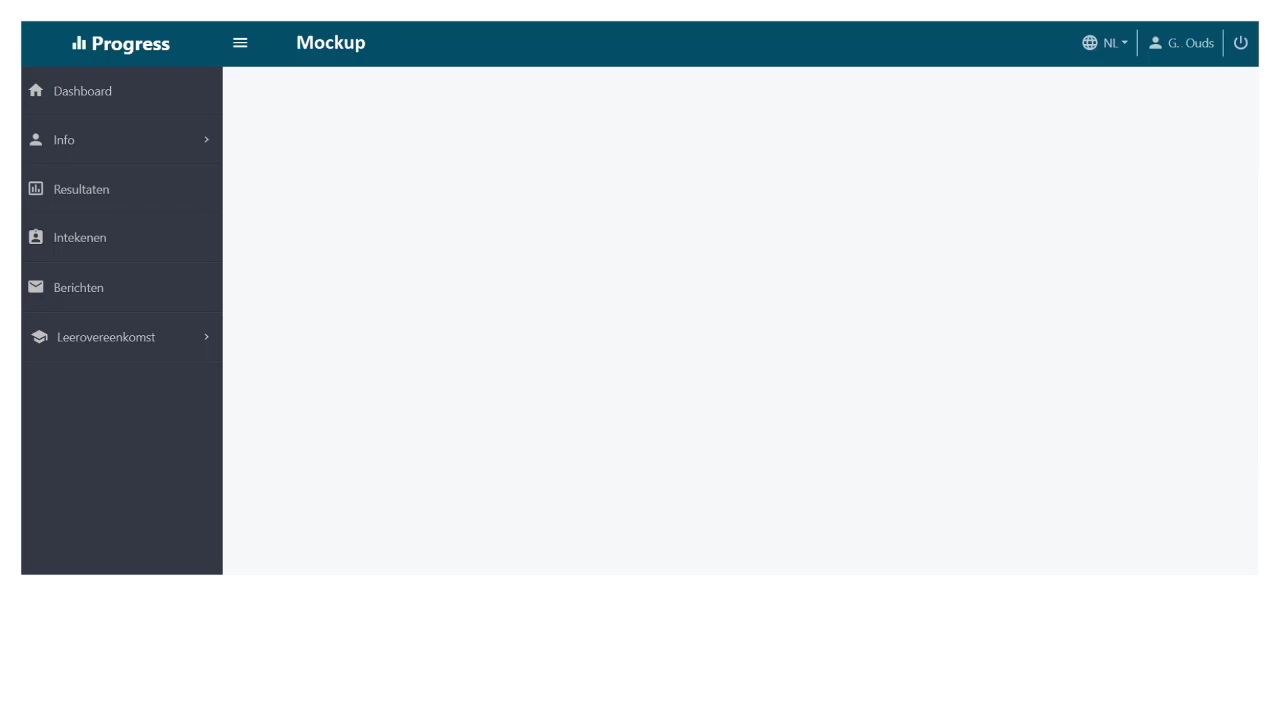 Progress
Mockup
NL
G. Ouds
Dashboard
Info
Resultaten
Intekenen
Berichten
Leerovereenkomst